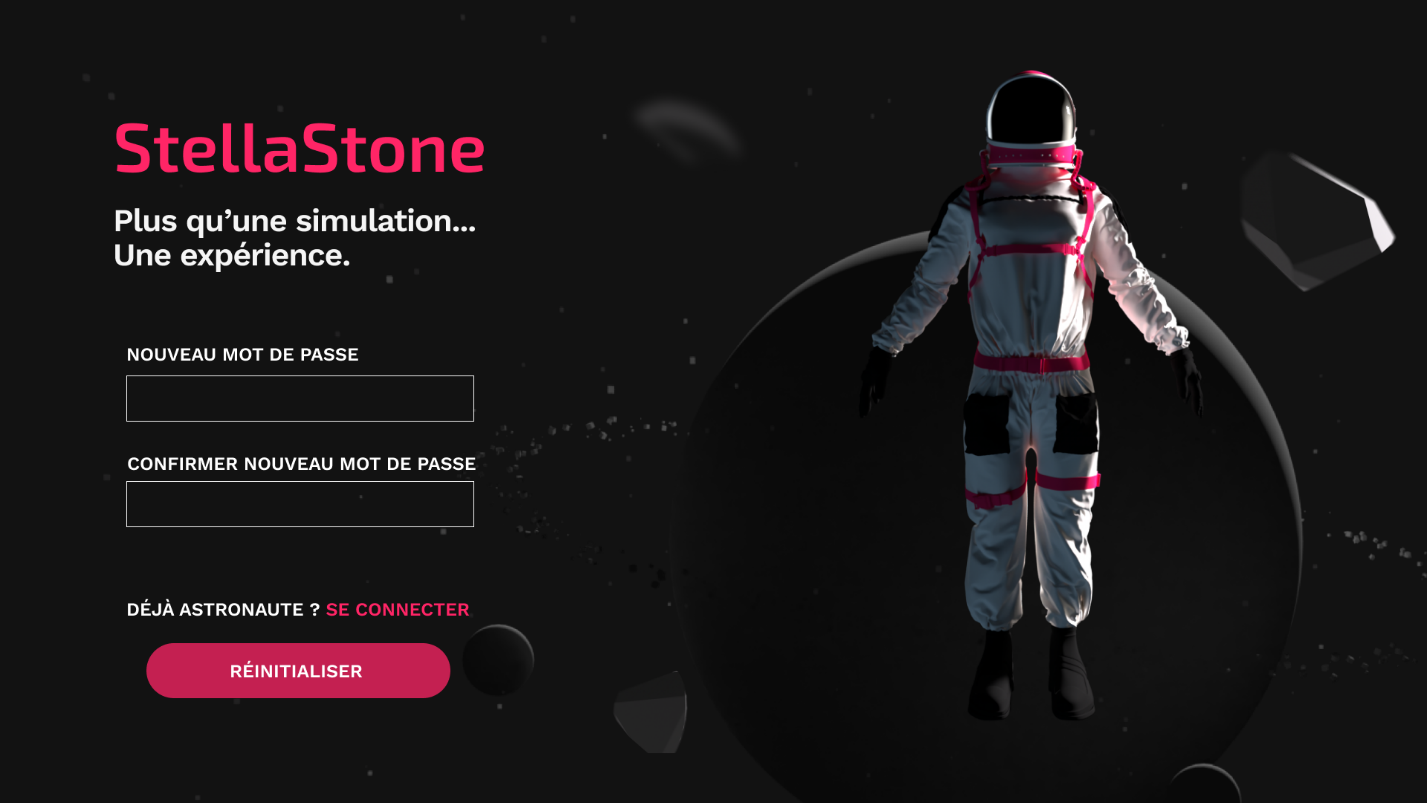 StellaStone
Plus qu’une simulation...
Une expérience.
NOUVEAU MOT DE PASSE
CONFIRMER NOUVEAU MOT DE PASSE
DÉJÀ ASTRONAUTE ? SE CONNECTER
RÉINITIALISER